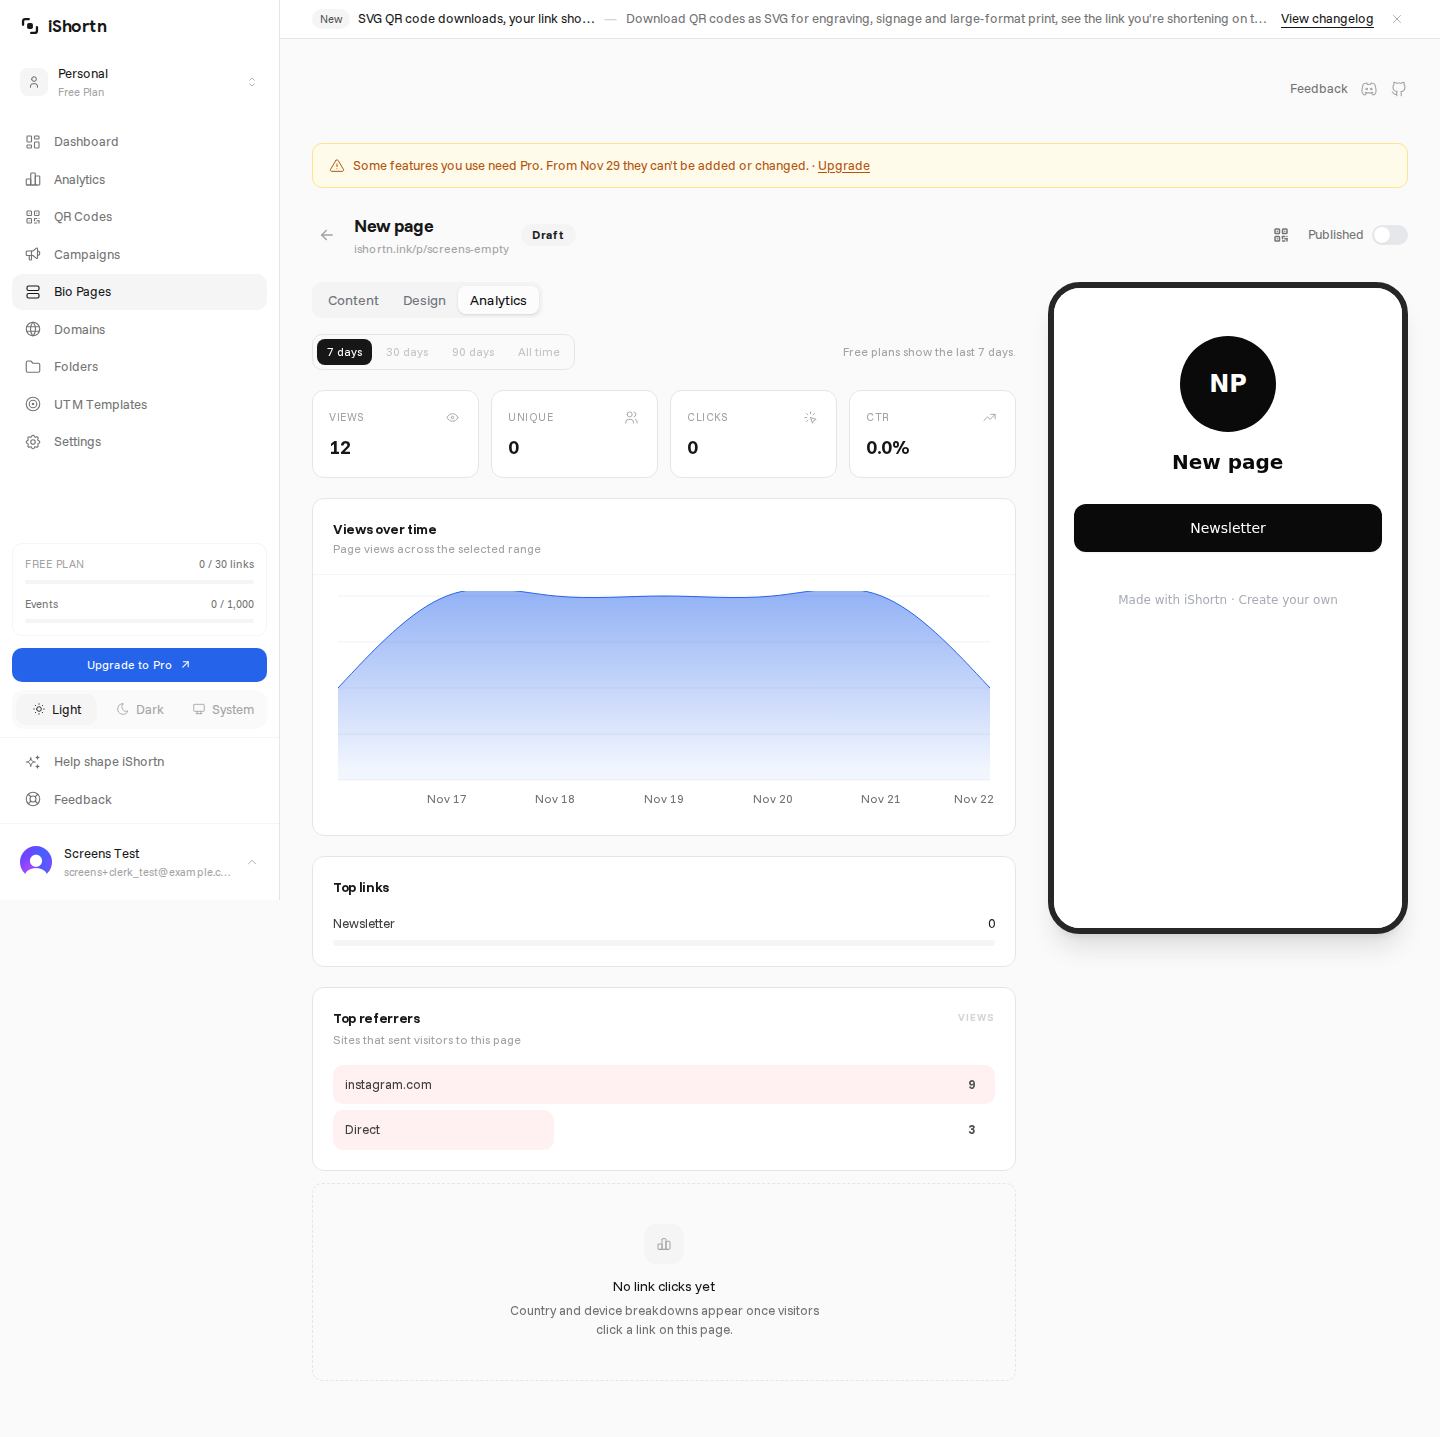 iShortn
Personal
Free Plan
Dashboard
Analytics
QR Codes
Campaigns
Bio Pages
Domains
Folders
UTM Templates
Settings
FREE PLAN 0 / 30 links
Events 0 / 1,000
Upgrade to Pro
Light Dark System
Help shape iShortn
Feedback
Screens Test
screens+clerk_test@example.c...
New SVG QR code downloads, your link sho... — Download QR codes as SVG for engraving, signage and large-format print, see the link you're shortening on t... View changelog
Feedback
Some features you use need Pro. From Nov 29 they can't be added or changed. · Upgrade
New page
ishortn.ink/p/screens-empty
Draft
Published
Content Design Analytics
7 days 30 days 90 days All time
Free plans show the last 7 days.
VIEWS
12
UNIQUE
0
CLICKS
0
CTR
0.0%
Views over time
Page views across the selected range
Nov 17 Nov 18 Nov 19 Nov 20 Nov 21 Nov 22
Top links
Newsletter 0
Top referrers VIEWS
Sites that sent visitors to this page
instagram.com 9
Direct 3
No link clicks yet
Country and device breakdowns appear once visitors
click a link on this page.
NP
New page
Newsletter
Made with iShortn · Create your own